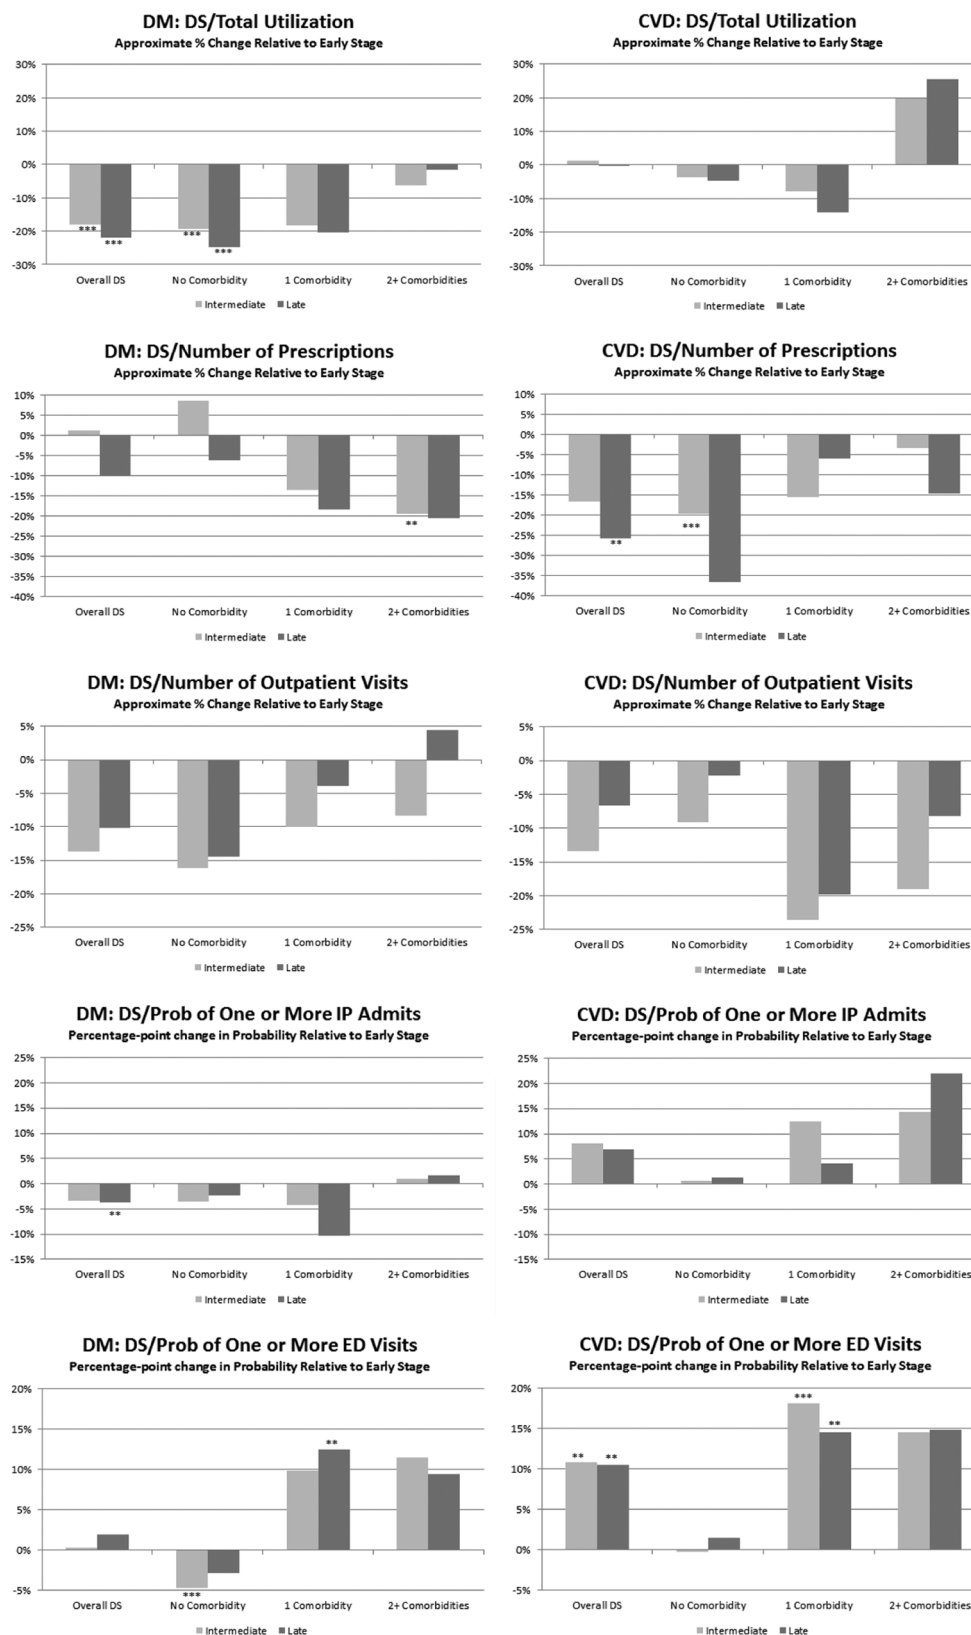 DM: DS/Total Utilization
Approximate % Change Relative to Early Stage
30%
20%
10%
0%
-10%
-20%
-30%
*** *** *** ***
Overall DS No Comorbidity 1 Comorbidity 2+ Comorbidities
Intermediate Late
CVD: DS/Total Utilization
Approximate % Change Relative to Early Stage
30%
20%
10%
0%
-10%
-20%
-30%
Overall DS No Comorbidity 1 Comorbidity 2+ Comorbidities
Intermediate Late
DM: DS/Number of Prescriptions
Approximate % Change Relative to Early Stage
10%
5%
0%
-5%
-10%
-15%
-20%
-25%
-30%
-35%
-40%
**
Overall DS No Comorbidity 1 Comorbidity 2+ Comorbidities
Intermediate Late
CVD: DS/Number of Prescriptions
Approximate % Change Relative to Early Stage
10%
5%
0%
-5%
-10%
-15%
-20%
-25%
-30%
-35%
-40%
** ***
Overall DS No Comorbidity 1 Comorbidity 2+ Comorbidities
Intermediate Late
DM: DS/Number of Outpatient Visits
Approximate % Change Relative to Early Stage
5%
0%
-5%
-10%
-15%
-20%
-25%
Overall DS No Comorbidity 1 Comorbidity 2+ Comorbidities
Intermediate Late
CVD: DS/Number of Outpatient Visits
Approximate % Change Relative to Early Stage
5%
0%
-5%
-10%
-15%
-20%
-25%
Overall DS No Comorbidity 1 Comorbidity 2+ Comorbidities
Intermediate Late
DM: DS/Prob of One or More IP Admits
Percentage-point change in Probability Relative to Early Stage
25%
20%
15%
10%
5%
0%
-5%
-10%
-15%
**
Overall DS No Comorbidity 1 Comorbidity 2+ Comorbidities
Intermediate Late
CVD: DS/Prob of One or More IP Admits
Percentage-point change in Probability Relative to Early Stage
25%
20%
15%
10%
5%
0%
-5%
-10%
-15%
Overall DS No Comorbidity 1 Comorbidity 2+ Comorbidities
Intermediate Late
DM: DS/Prob of One or More ED Visits
Percentage-point change in Probability Relative to Early Stage
20%
15%
10%
5%
0%
-5%
*** **
Overall DS No Comorbidity 1 Comorbidity 2+ Comorbidities
Intermediate Late
CVD: DS/Prob of One or More ED Visits
Percentage-point change in Probability Relative to Early Stage
20%
15%
10%
5%
0%
-5%
** ** *** **
Overall DS No Comorbidity 1 Comorbidity 2+ Comorbidities
Intermediate Late